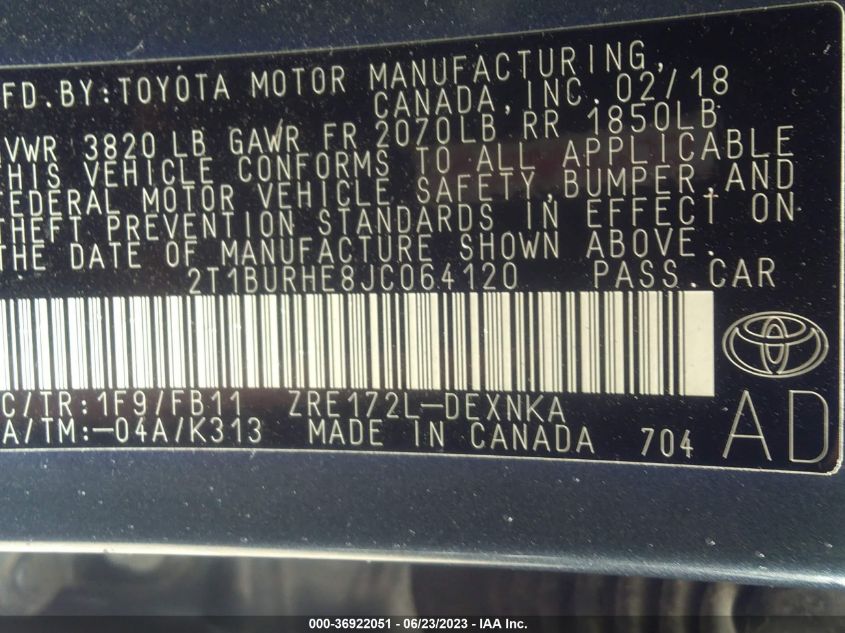 FD. BY: TOYOTA MOTOR MANUFACTURING,
CANADA, INC. 02/18
VWR 3820 LB GAWR FR 2070LB RR 1850LB
THIS VEHICLE CONFORMS TO ALL APPLICABLE
EDERAL MOTOR VEHICLE SAFETY, BUMPER, AND
THEFT PREVENTION STANDARDS IN EFFECT ON
THE DATE OF MANUFACTURE SHOWN ABOVE.
2T1BURHE8JC064120 PASS. CAR
C/TR: 1F9/FB11 ZRE172L-DEXNKA
A/TM: -04A/K313 MADE IN CANADA 704
AD
000-36922051 - 06/23/2023 - IAA Inc.